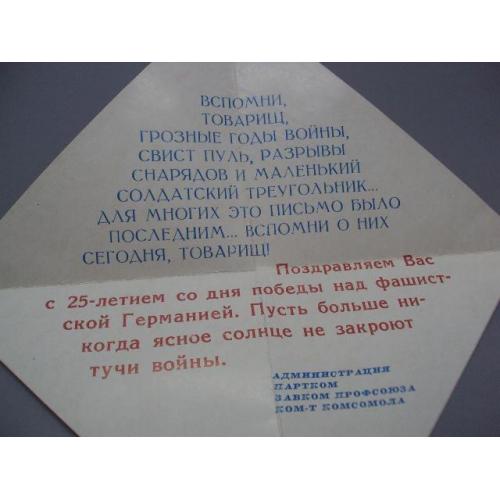 ВСПОМНИ,
ТОВАРИЩ,
ГРОЗНЫЕ ГОДЫ ВОЙНЫ,
СВИСТ ПУЛЬ, РАЗРЫВЫ
СНАРЯДОВ И МАЛЕНЬКИЙ
СОЛДАТСКИЙ ТРЕУГОЛЬНИК...
ДЛЯ МНОГИХ ЭТО ПИСЬМО БЫЛО
ПОСЛЕДНИМ... ВСПОМНИ О НИХ
СЕГОДНЯ, ТОВАРИЩ!
Поздравляем Вас
с 25-летием со дня победы над фашист-
ской Германией. Пусть больше ни-
когда ясное солнце не закроют
тучи войны.
АДМИНИСТРАЦИЯ
ПАРТКОМ
ЗАВКОМ ПРОФСОЮЗА
КОМ-Т КОМСОМОЛА